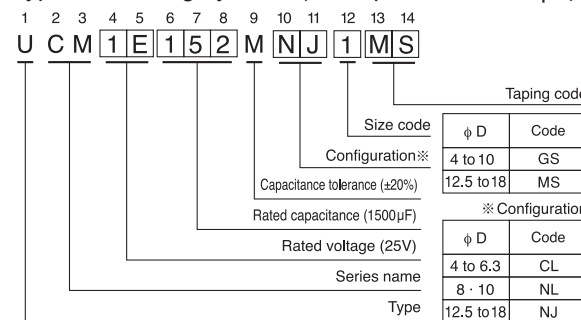 1 2 3 4 5 6 7 8 9 10 11 12 13 14
U C M 1 E 1 5 2 M N J 1 M S
Taping code
Size code
φ D Code
4 to 10 GS
12.5 to 18 MS
Configuration※
Capacitance tolerance (±20%)
Rated capacitance (1500µF)
Rated voltage (25V)
Series name
Type
※Configuration
φ D Code
4 to 6.3 CL
8 · 10 NL
12.5 to 18 NJ